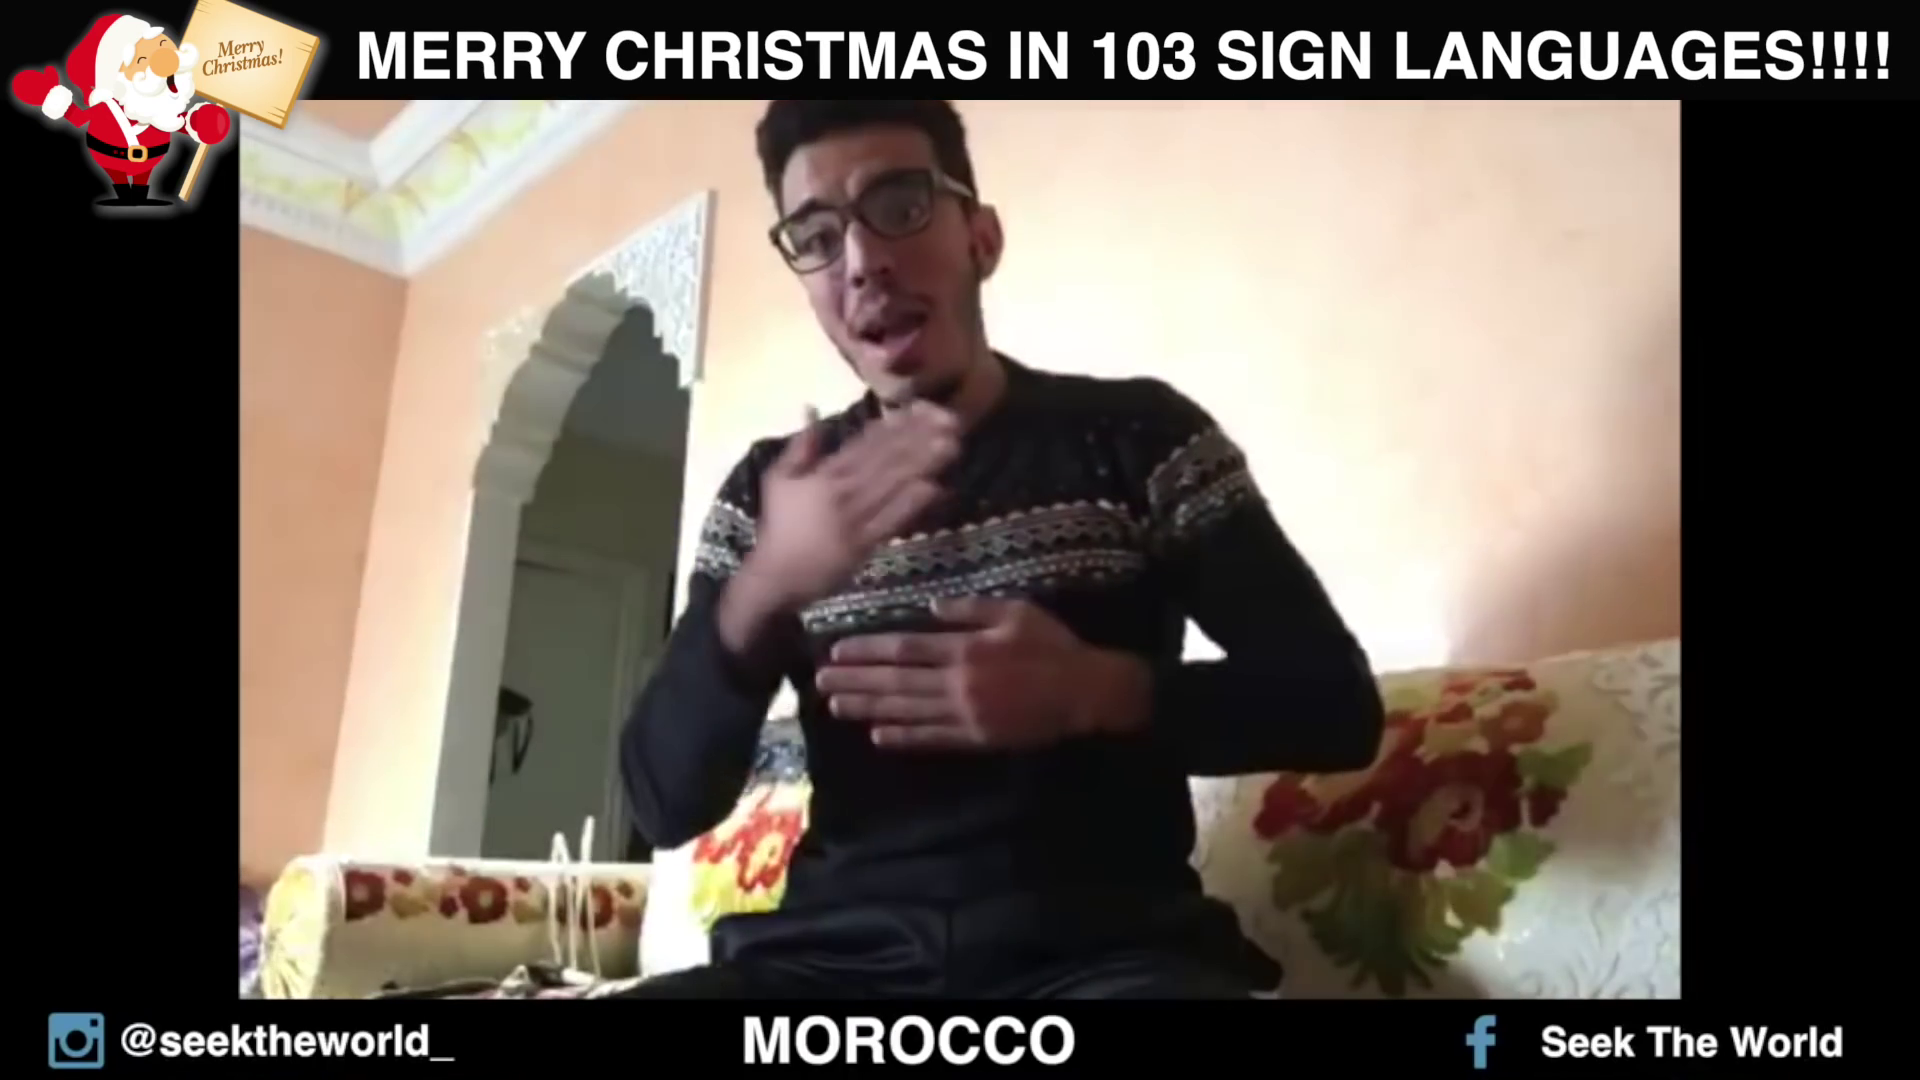 Merry
Christmas!
MERRY CHRISTMAS IN 103 SIGN LANGUAGES!!!!
@seektheworld_
MOROCCO
Seek The World